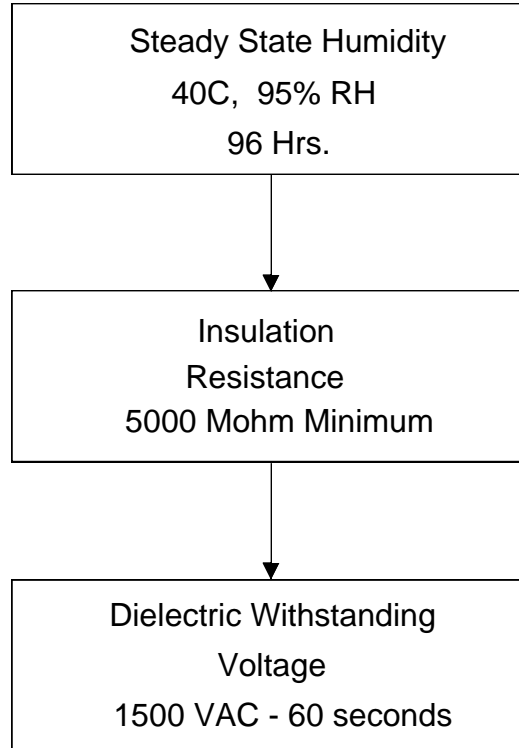 Steady State Humidity
40C, 95% RH
96 Hrs.
Insulation
Resistance
5000 Mohm Minimum
Dielectric Withstanding
Voltage
1500 VAC - 60 seconds